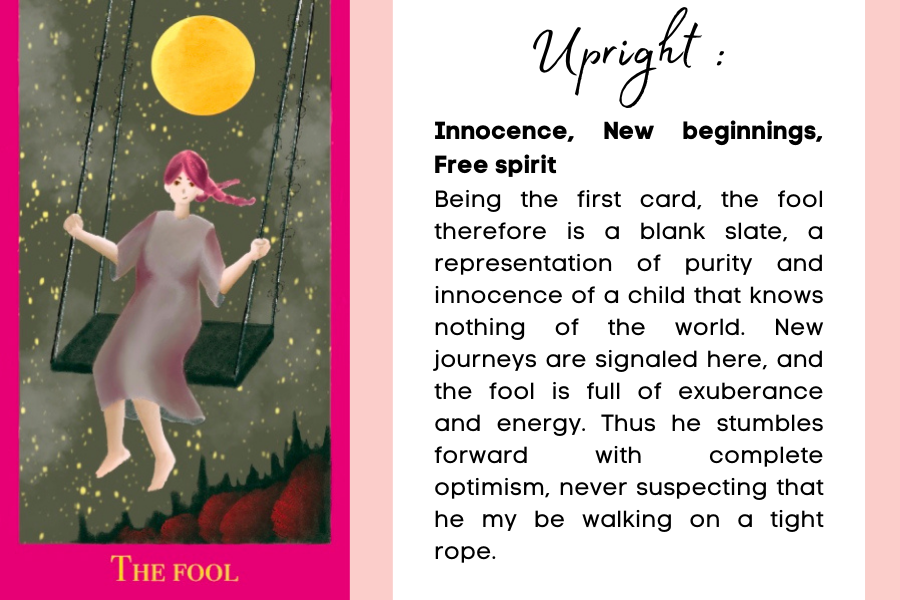 THE FOOL
Upright :
Innocence, New beginnings,
Free spirit
Being the first card, the fool
therefore is a blank slate, a
representation of purity and
innocence of a child that knows
nothing of the world. New
journeys are signaled here, and
the fool is full of exuberance
and energy. Thus he stumbles
forward with complete
optimism, never suspecting that
he my be walking on a tight
rope.